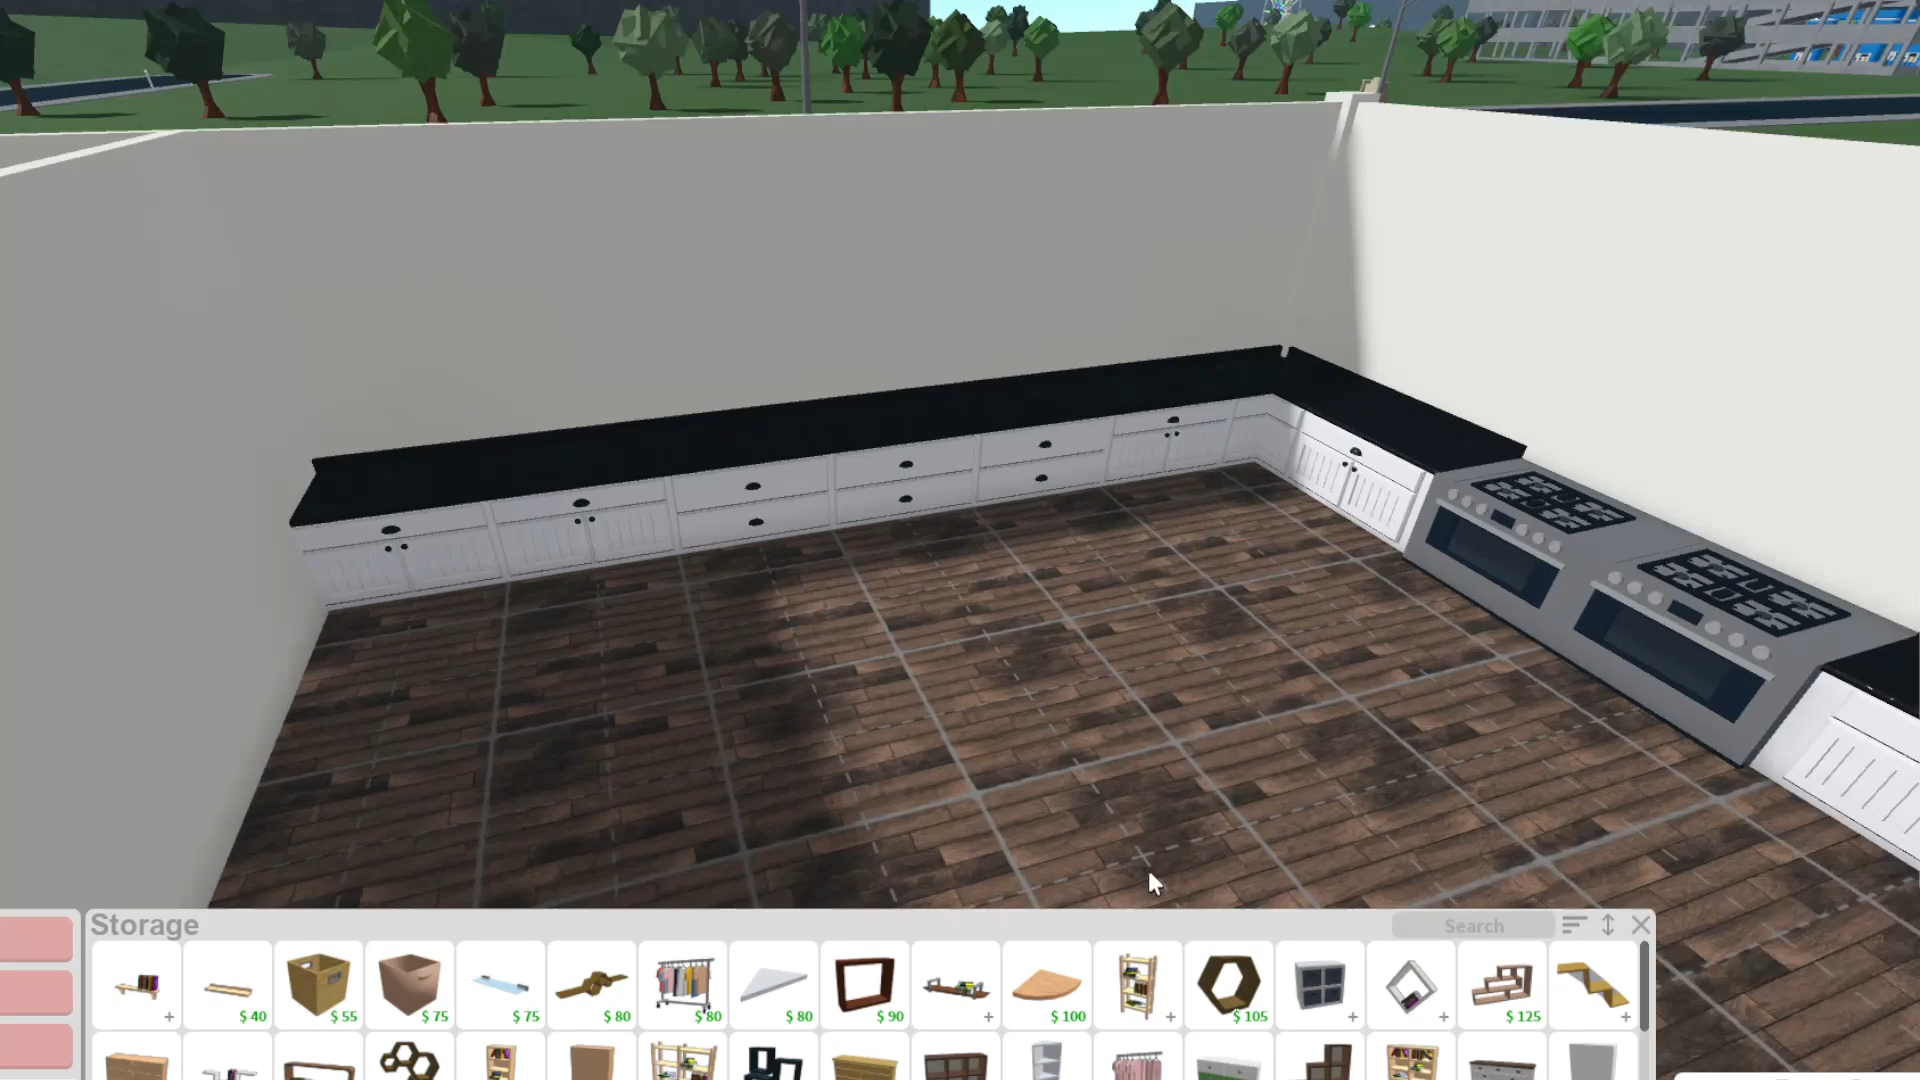 Storage
Search
+ $ 40 $ 55 $ 75 $ 75 $ 80 $ 80 $ 80 $ 90 + $ 100 + $ 105 + + $ 125 +